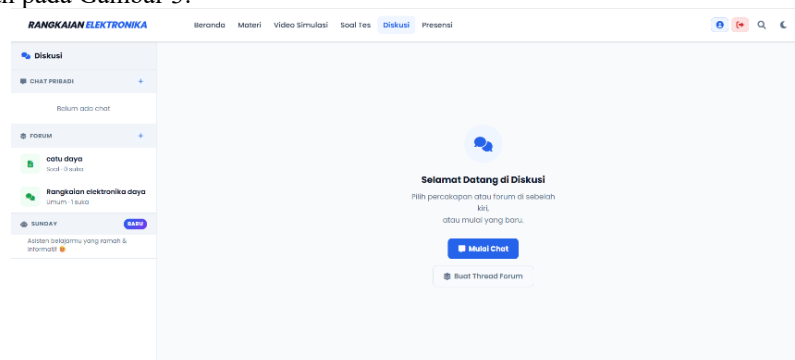 RANGKAIAN ELEKTRONIKA
Beranda Materi Video Simulasi Soal Tes Diskusi Presensi
Diskusi
CHAT PRIBADI +
Belum ada chat
FORUM +
catu daya
Soal · 0 suka
Rangkaian elektronika daya
Umum · 1 suka
SUNDAY BARU
Asisten belajarmu yang ramah &
informatif
Selamat Datang di Diskusi
Pilih percakapan atau forum di sebelah
kiri,
atau mulai yang baru.
Mulai Chat
Buat Thread Forum